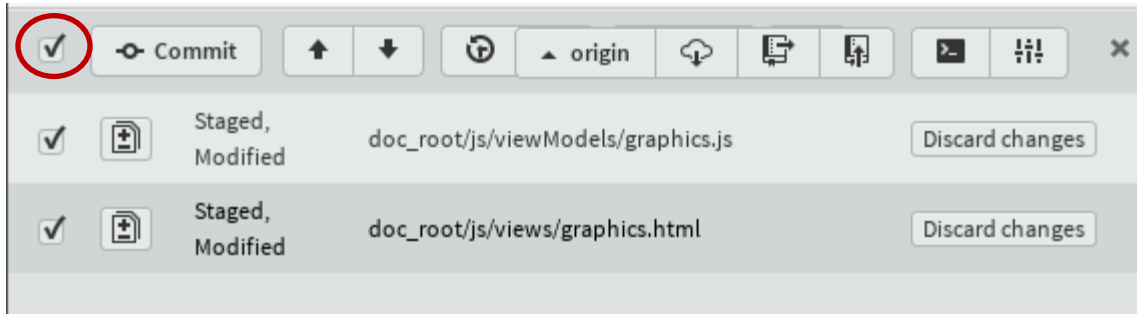 Commit origin
Staged,
Modified doc_root/js/viewModels/graphics.js Discard changes
Staged,
Modified doc_root/js/views/graphics.html Discard changes